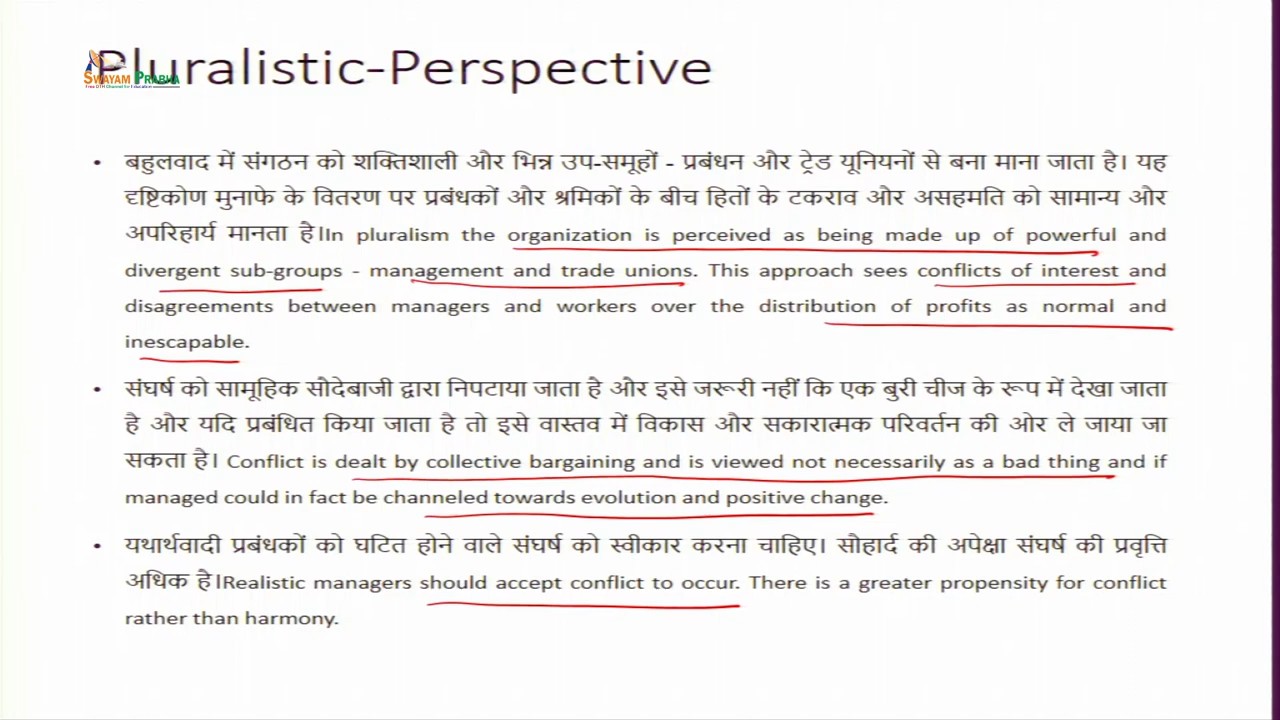 Pluralistic-Perspective
SWAYAM PRABHA
• बहुलवाद में संगठन को शक्तिशाली और भिन्न उप-समूहों - प्रबंधन और ट्रेड यूनियनों से बना माना जाता है। यह
दृष्टिकोण मुनाफे के वितरण पर प्रबंधकों और श्रमिकों के बीच हितों के टकराव और असहमति को सामान्य और
अपरिहार्य मानता है।In pluralism the organization is perceived as being made up of powerful and
divergent sub-groups - management and trade unions. This approach sees conflicts of interest and
disagreements between managers and workers over the distribution of profits as normal and
inescapable.
• संघर्ष को सामूहिक सौदेबाजी द्वारा निपटाया जाता है और इसे जरूरी नहीं कि एक बुरी चीज के रूप में देखा जाता
है और यदि प्रबंधित किया जाता है तो इसे वास्तव में विकास और सकारात्मक परिवर्तन की ओर ले जाया जा
सकता है। Conflict is dealt by collective bargaining and is viewed not necessarily as a bad thing and if
managed could in fact be channeled towards evolution and positive change.
• यथार्थवादी प्रबंधकों को घटित होने वाले संघर्ष को स्वीकार करना चाहिए। सौहार्द की अपेक्षा संघर्ष की प्रवृत्ति
अधिक है।Realistic managers should accept conflict to occur. There is a greater propensity for conflict
rather than harmony.